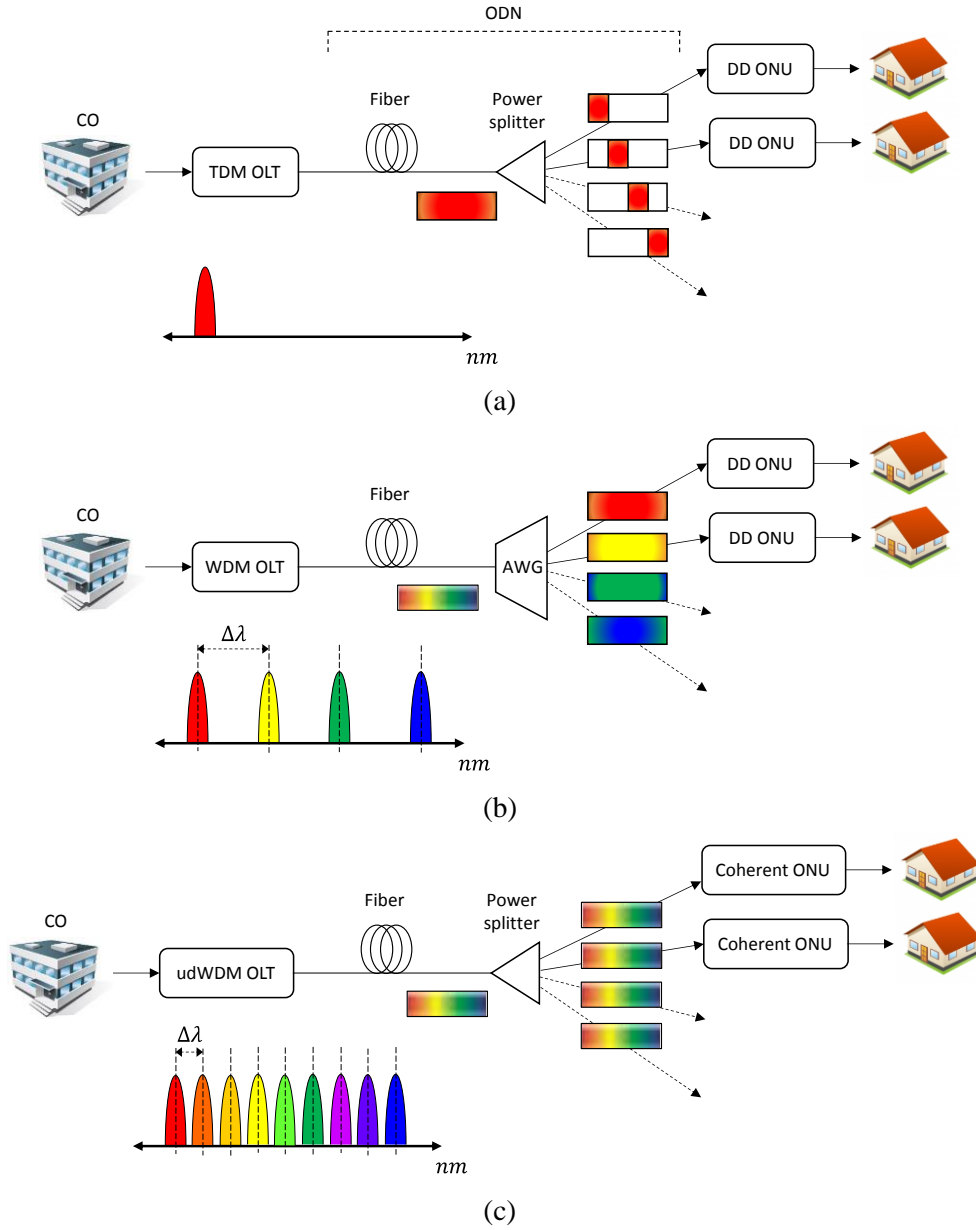 ODN
CO
TDM OLT
Fiber
Power
splitter
DD ONU
DD ONU
nm
(a)
CO
WDM OLT
Fiber
AWG
DD ONU
DD ONU
Δλ
nm
(b)
CO
udWDM OLT
Fiber
Power
splitter
Coherent ONU
Coherent ONU
Δλ
nm
(c)